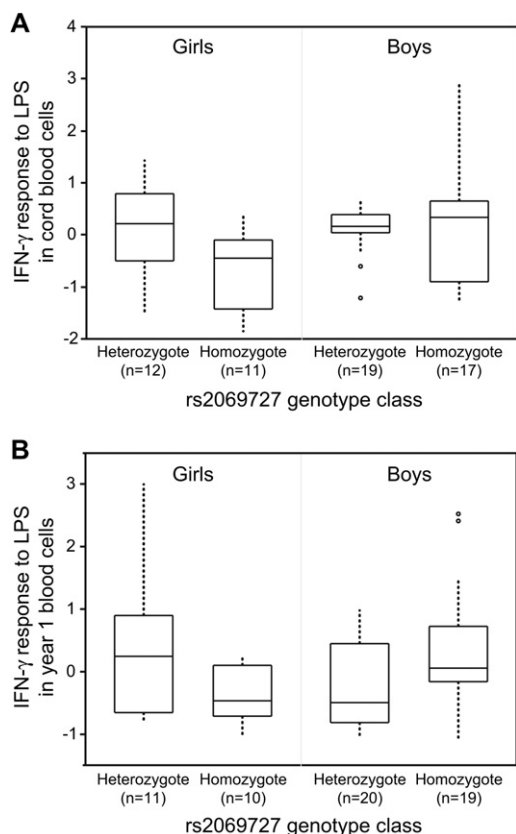 A
Girls Boys
IFN-γ response to LPS
in cord blood cells
4
3
2
1
0
-1
-2
Heterozygote Homozygote Heterozygote Homozygote
(n=12) (n=11) (n=19) (n=17)
rs2069727 genotype class
B
Girls Boys
IFN-γ response to LPS
in year 1 blood cells
3
2
1
0
-1
Heterozygote Homozygote Heterozygote Homozygote
(n=11) (n=10) (n=20) (n=19)
rs2069727 genotype class